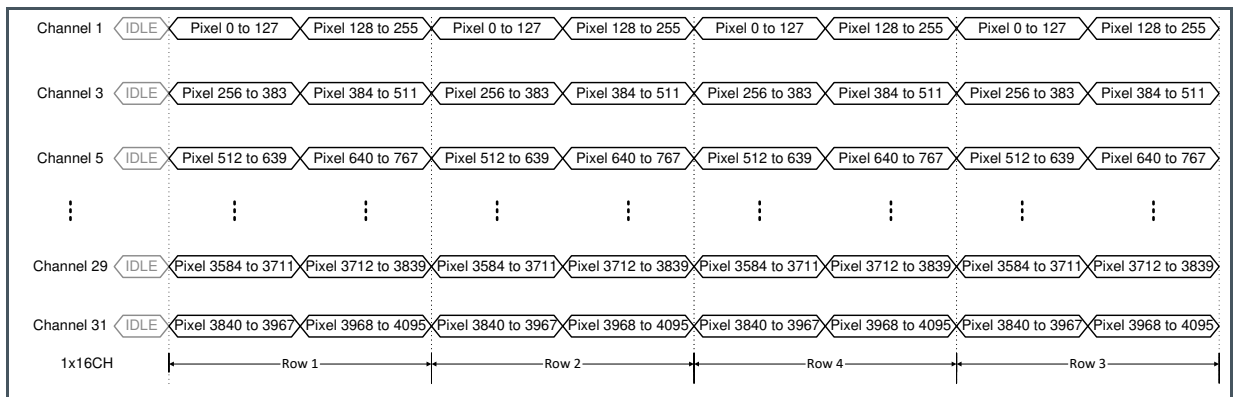 Channel 1 IDLE Pixel 0 to 127 Pixel 128 to 255 Pixel 0 to 127 Pixel 128 to 255 Pixel 0 to 127 Pixel 128 to 255 Pixel 0 to 127 Pixel 128 to 255
Channel 3 IDLE Pixel 256 to 383 Pixel 384 to 511 Pixel 256 to 383 Pixel 384 to 511 Pixel 256 to 383 Pixel 384 to 511 Pixel 256 to 383 Pixel 384 to 511
Channel 5 IDLE Pixel 512 to 639 Pixel 640 to 767 Pixel 512 to 639 Pixel 640 to 767 Pixel 512 to 639 Pixel 640 to 767 Pixel 512 to 639 Pixel 640 to 767
Channel 29 IDLE Pixel 3584 to 3711 Pixel 3712 to 3839 Pixel 3584 to 3711 Pixel 3712 to 3839 Pixel 3584 to 3711 Pixel 3712 to 3839 Pixel 3584 to 3711 Pixel 3712 to 3839
Channel 31 IDLE Pixel 3840 to 3967 Pixel 3968 to 4095 Pixel 3840 to 3967 Pixel 3968 to 4095 Pixel 3840 to 3967 Pixel 3968 to 4095 Pixel 3840 to 3967 Pixel 3968 to 4095
1x16CH Row 1 Row 2 Row 4 Row 3